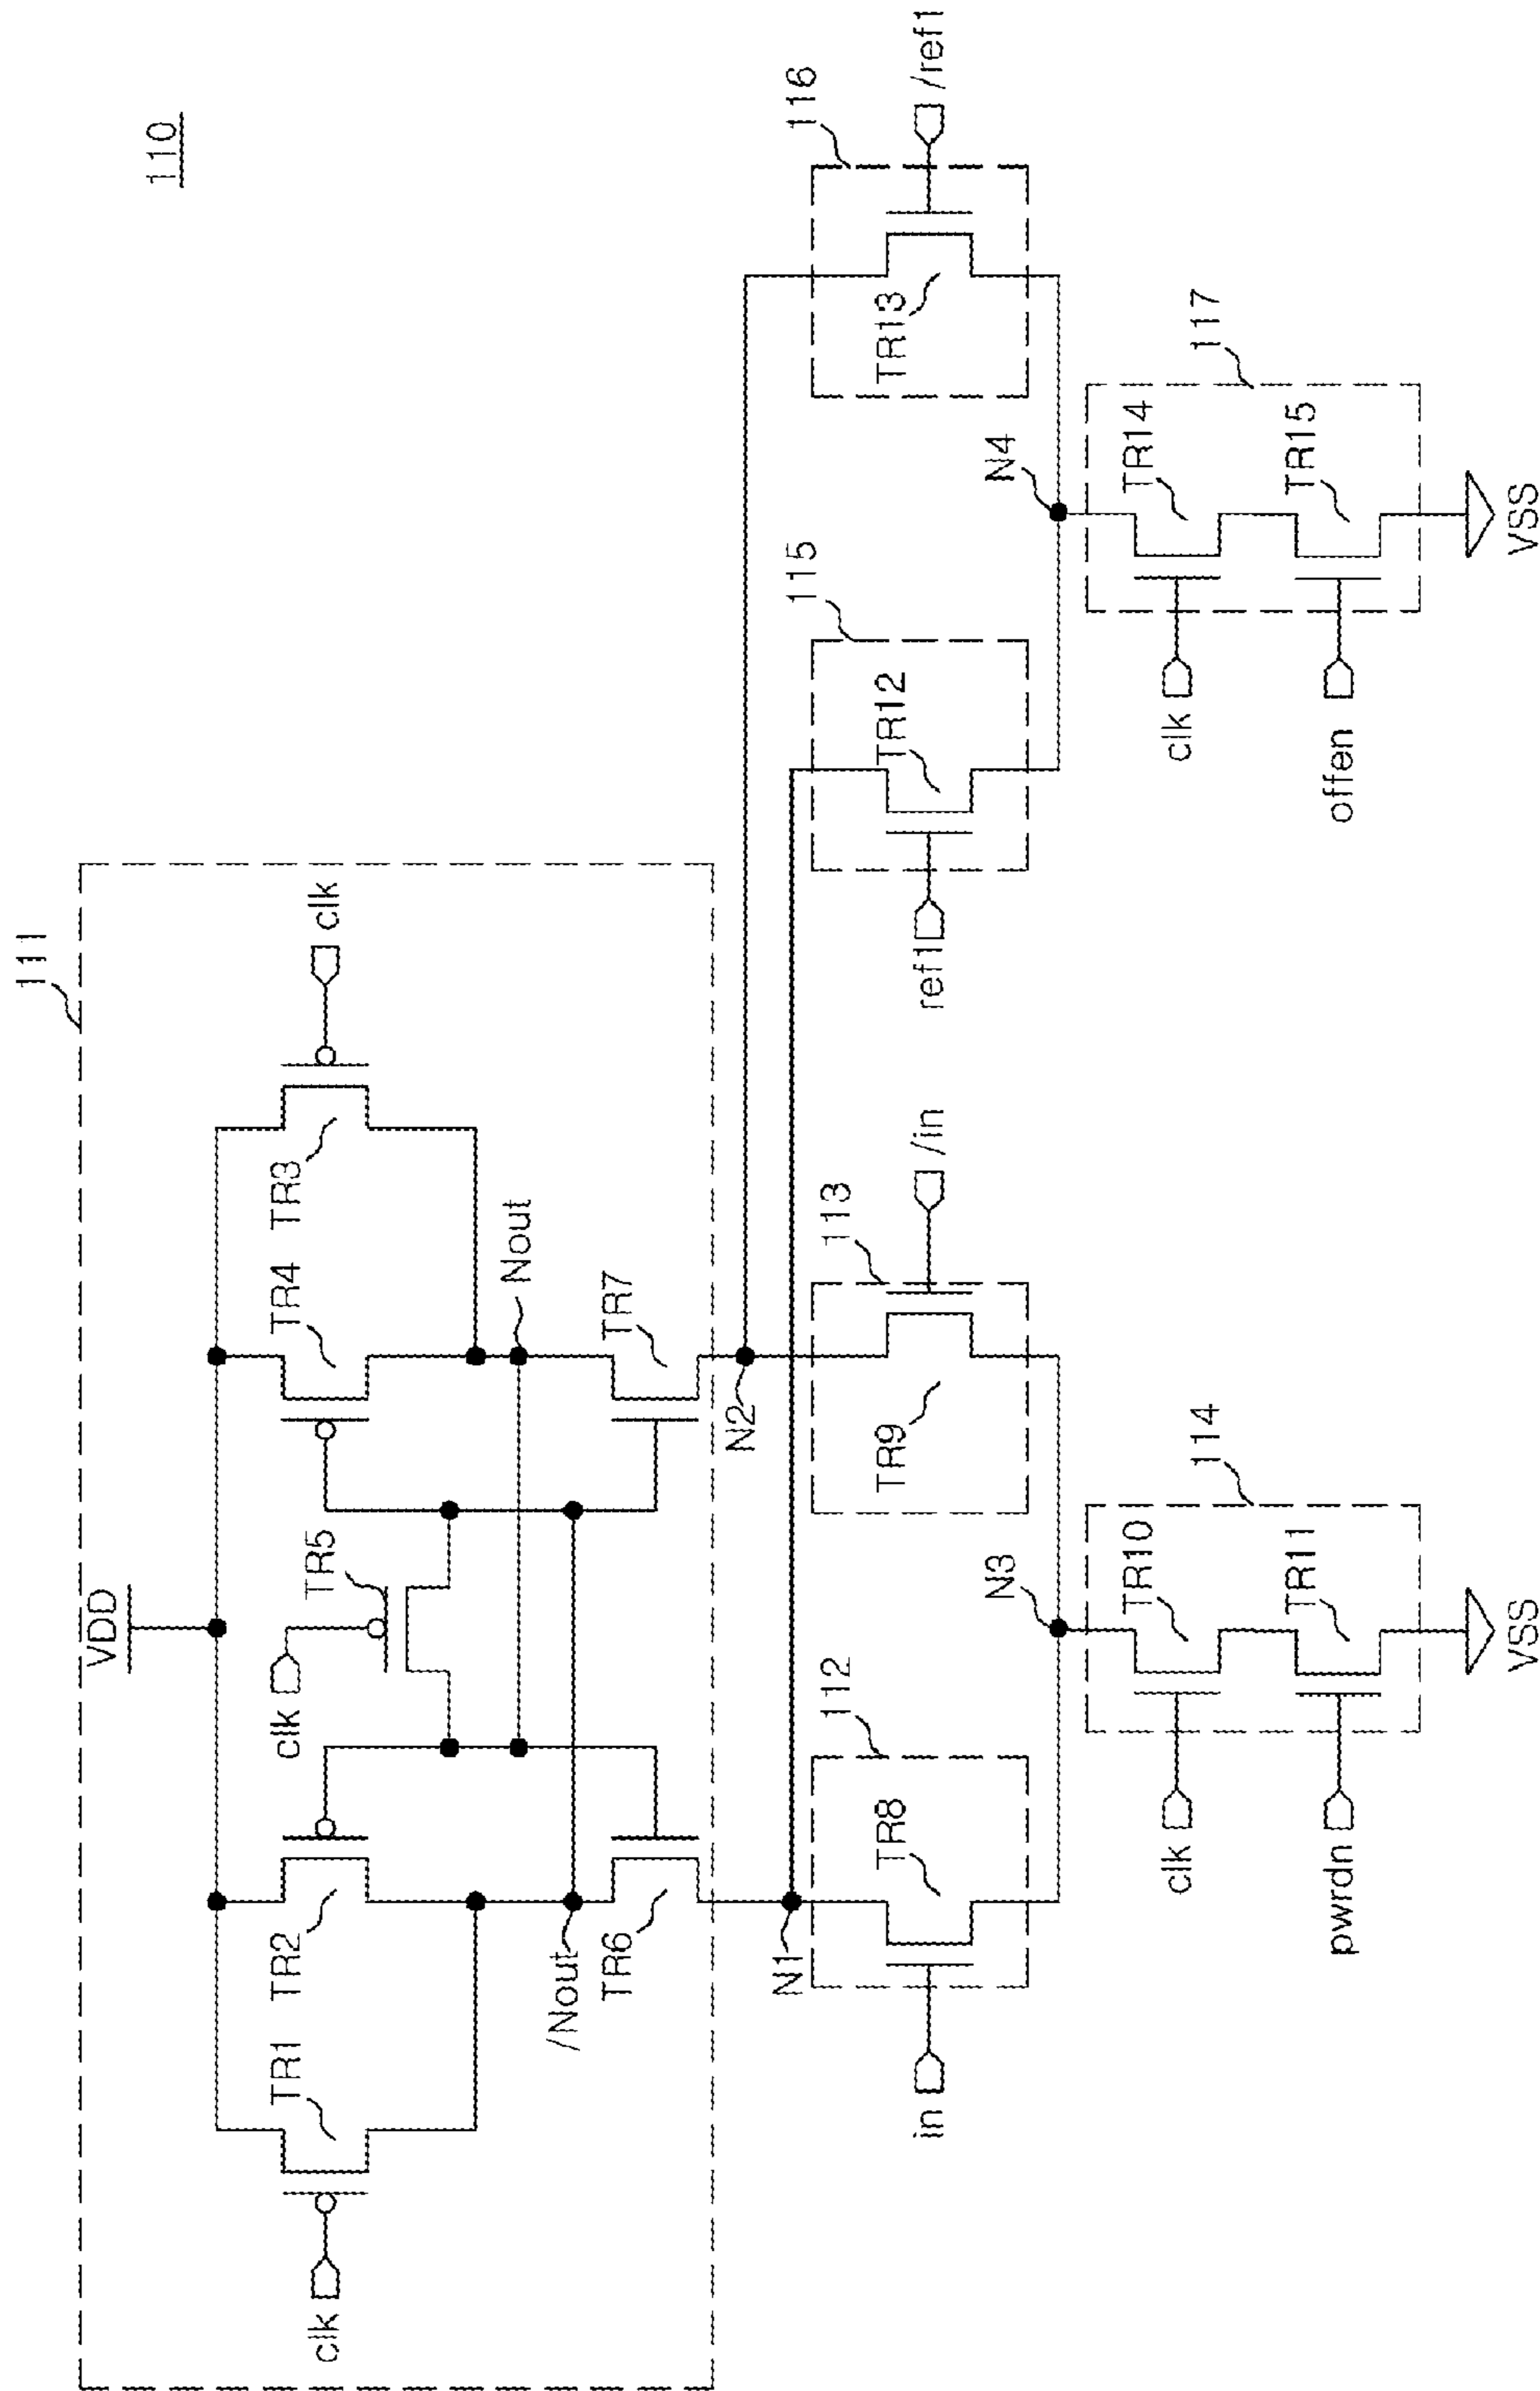 110
111
VDD
clk
TR1
TR2
clk
TR5
TR4
TR3
clk
/Nout
TR6
Nout
TR7
N1
N2
112
in
TR8
113
TR9
/in
115
ref1
TR12
116
TR13
/ref1
N3
114
clk
TR10
pwrdn
TR11
VSS
N4
117
clk
TR14
offen
TR15
VSS